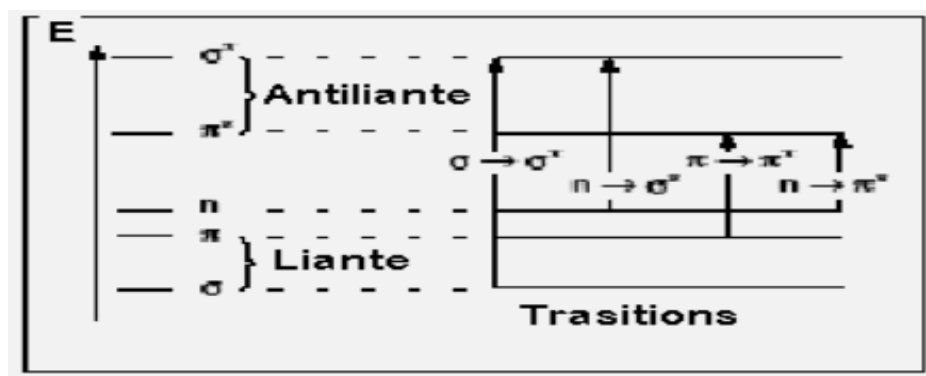 E
σ*
Antiliante
π*
σ → σ*
π → π*
n → σ*
n → π*
n
π
Liante
σ
Trasitions